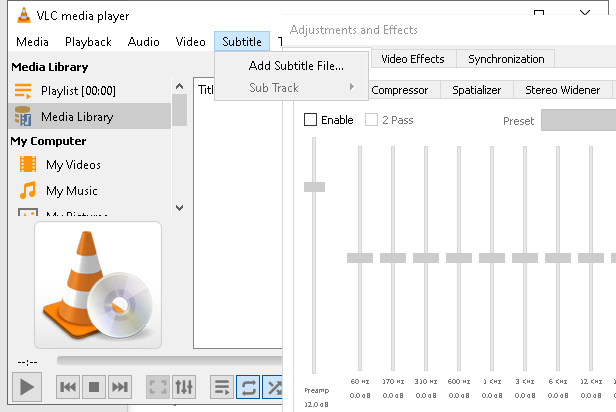 VLC media player
Media Playback Audio Video Subtitle T
Adjustments and Effects
Add Subtitle File...
Sub Track
Video Effects Synchronization
Compressor Spatializer Stereo Widener
Enable 2 Pass Preset
Media Library
Playlist [00:00]
Media Library
My Computer
My Videos
My Music
My Pictures
Titl
60 Hz 170 Hz 310 Hz 600 Hz 1 KHz 3 KHz 6 KHz 12 KHz
Preamp 0.0 dB 0.0 dB 0.0 dB 0.0 dB 0.0 dB 0.0 dB 0.0 dB 0.0 dB
12.0 dB
--:--